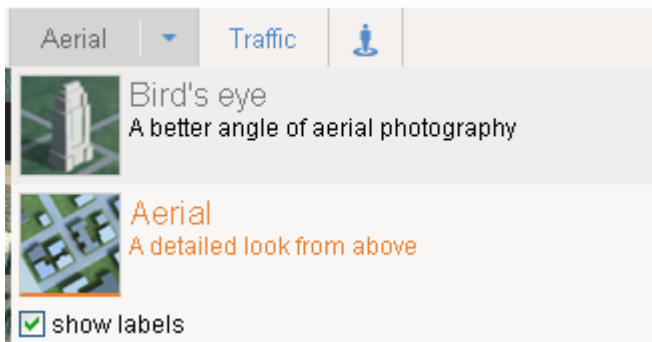 Aerial Traffic
Bird's eye
A better angle of aerial photography
Aerial
A detailed look from above
show labels